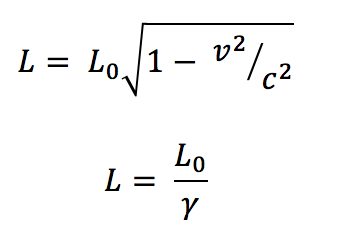 L = L₀√(1 − v²/c²)
L = L₀/γ